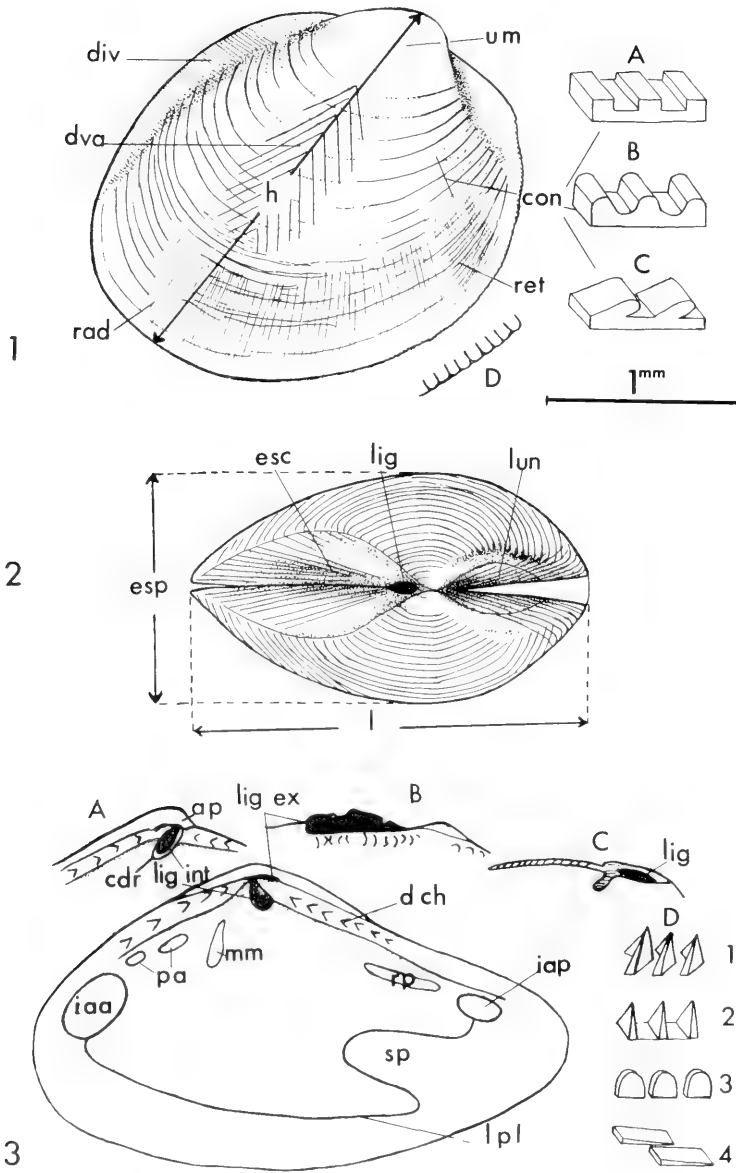 um
div
A
dva
B
h
con
C
ret
rad
D
1
1mm
esc
lig
lun
esp
2
l
lig ex
A
ap
B
C
cdr
lig int
lig
d ch
D
1
mm
pa
rp
iap
iaa
2
sp
3
lpl
4
3